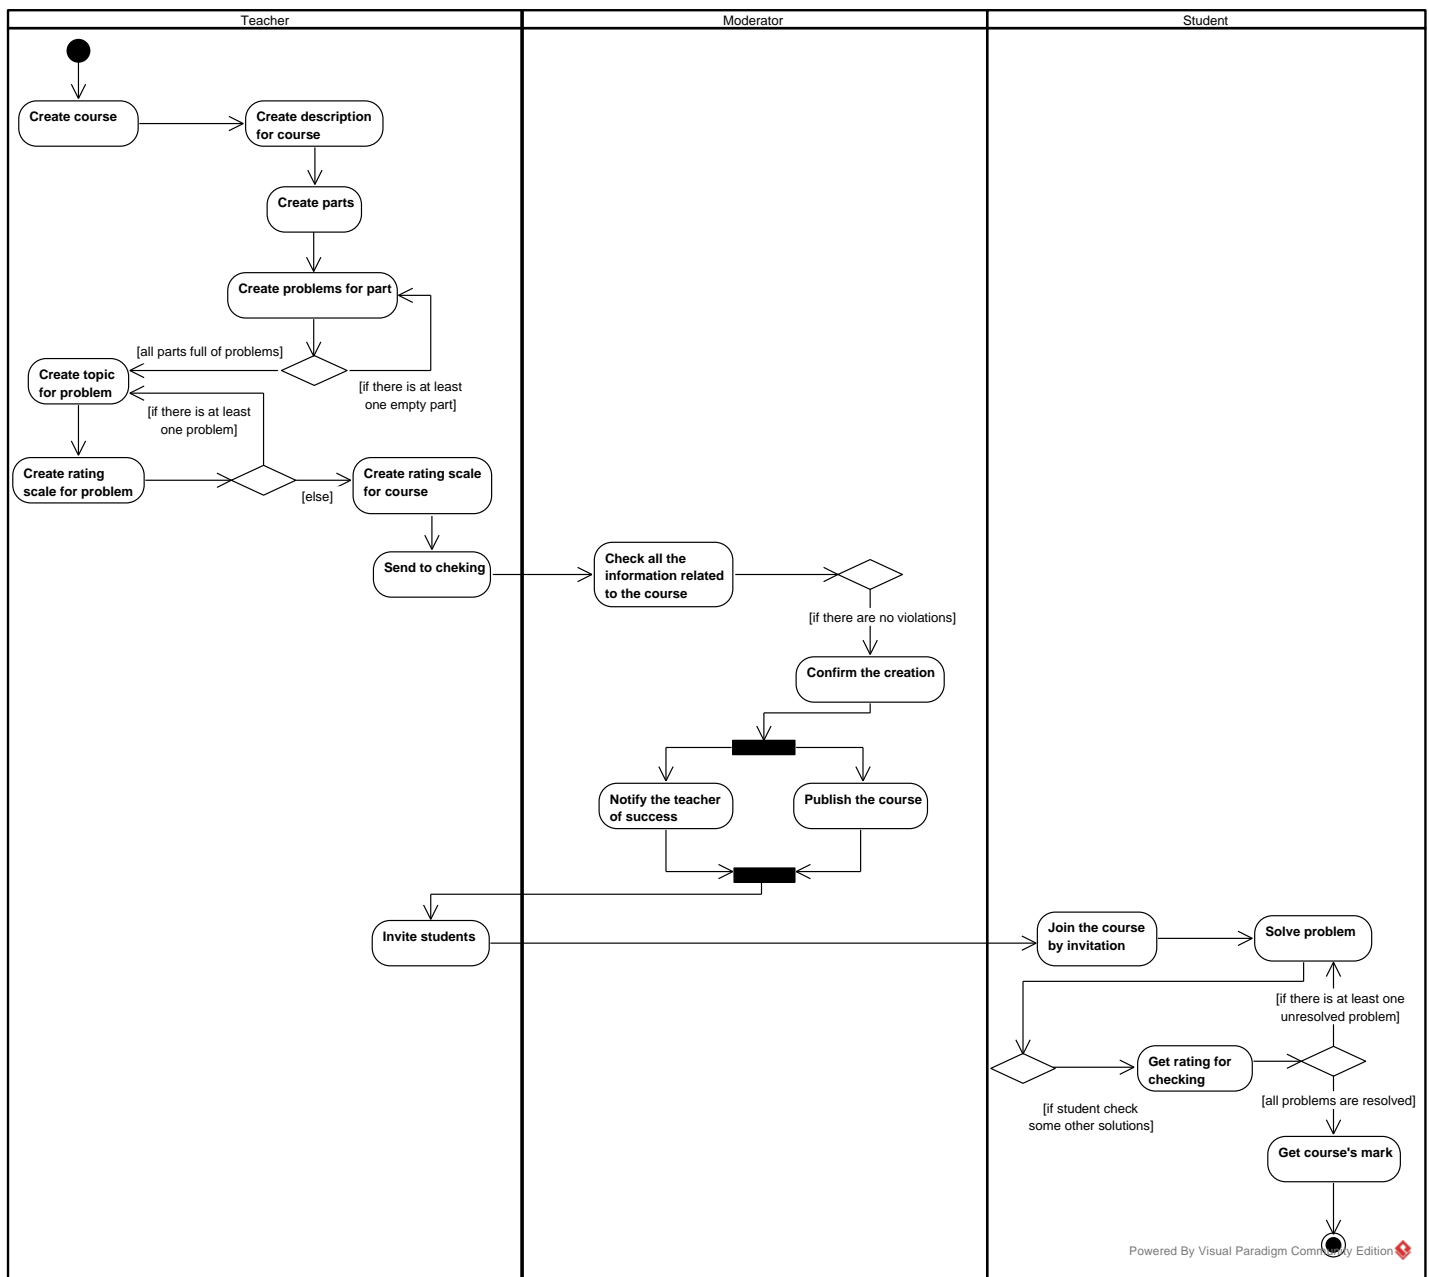 Teacher
Moderator
Student
Create course
Create description
for course
Create parts
Create problems for part
[all parts full of problems]
[if there is at least
one empty part]
Create topic
for problem
[if there is at least
one problem]
Create rating
scale for problem
[else]
Create rating scale
for course
Send to cheking
Check all the
information related
to the course
[if there are no violations]
Confirm the creation
Notify the teacher
of success
Publish the course
Invite students
Join the course
by invitation
Solve problem
[if there is at least one
unresolved problem]
Get rating for
checking
[if student check
some other solutions]
[all problems are resolved]
Get course's mark
Powered By Visual Paradigm Community Edition